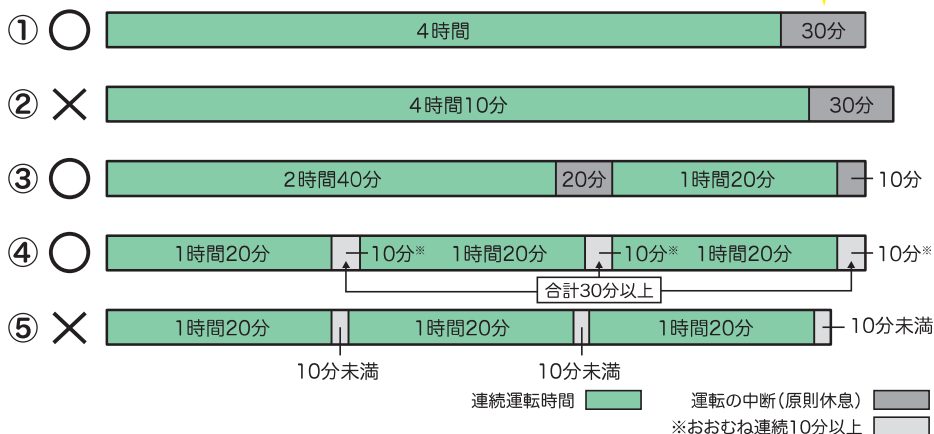 ① ○ 4時間 30分
② × 4時間10分 30分
③ ○ 2時間40分 20分 1時間20分 10分
④ ○ 1時間20分 10分※ 1時間20分 10分※ 1時間20分 10分※
合計30分以上
⑤ × 1時間20分 1時間20分 1時間20分 10分未満
10分未満 10分未満
連続運転時間 運転の中断(原則休息)
※おおむね連続10分以上